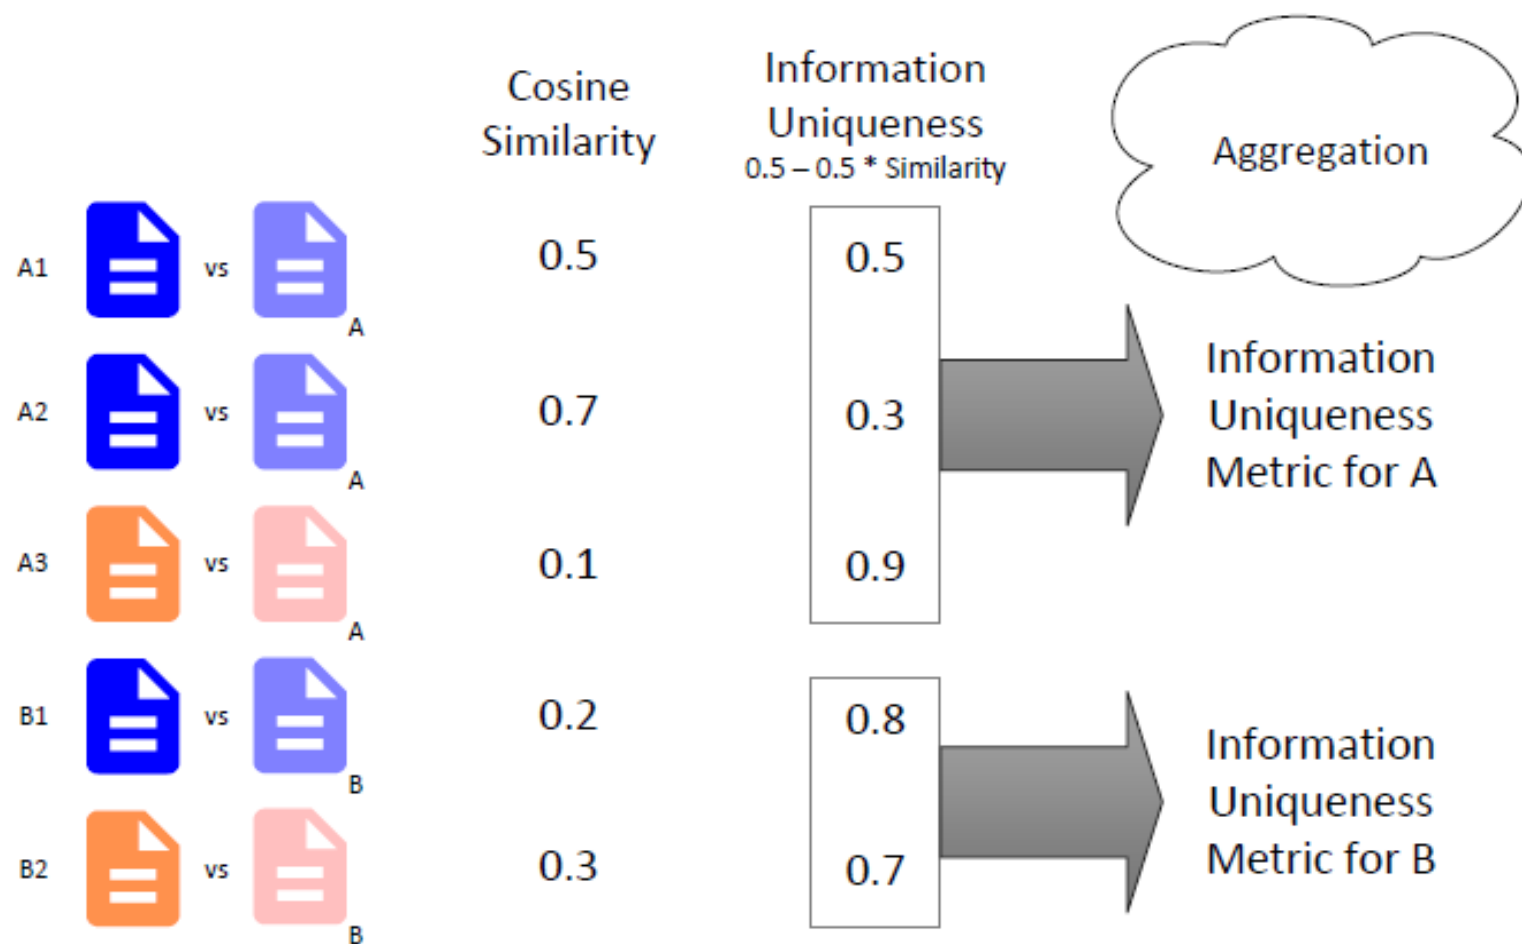 Cosine
Similarity
Information
Uniqueness
0.5 – 0.5 * Similarity
Aggregation
A1 vs A 0.5 0.5
A2 vs A 0.7 0.3
A3 vs A 0.1 0.9
Information
Uniqueness
Metric for A
B1 vs B 0.2 0.8
B2 vs B 0.3 0.7
Information
Uniqueness
Metric for B